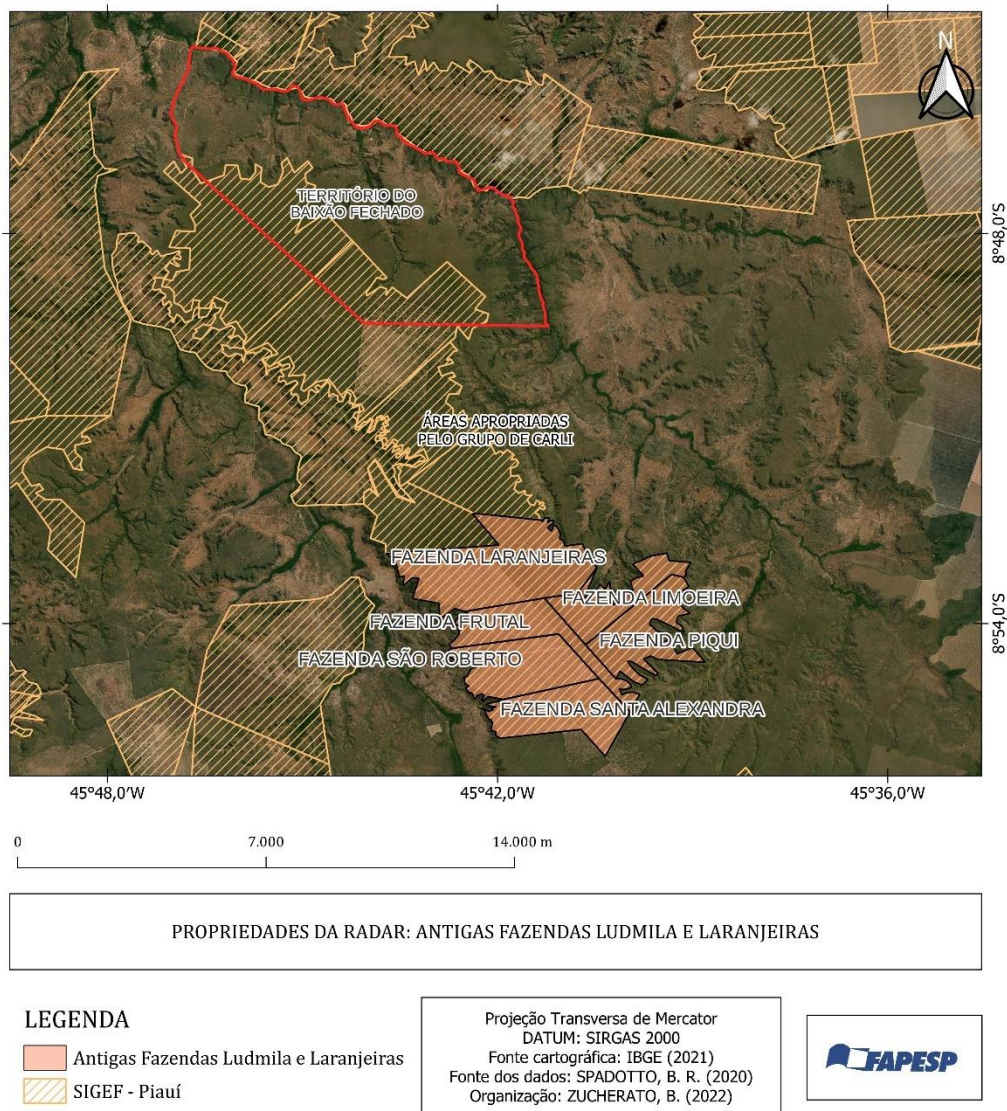 N
TERRITÓRIO DO
BAIXÃO FECHADO
8°48,0'S
ÁREAS APROPRIADAS
PELO GRUPO DE CARLI
FAZENDA LARANJEIRAS
FAZENDA LIMOEIRA
FAZENDA FRUTAL
FAZENDA PIQUI
8°54,0'S
FAZENDA SÃO ROBERTO
FAZENDA SANTA ALEXANDRA
45°48,0'W
45°42,0'W
45°36,0'W
0
7.000
14.000 m
PROPRIEDADES DA RADAR: ANTIGAS FAZENDAS LUDMILA E LARANJEIRAS
LEGENDA
Antigas Fazendas Ludmila e Laranjeiras
SIGEF - Piauí
Projeção Transversa de Mercator
DATUM: SIRGAS 2000
Fonte cartográfica: IBGE (2021)
Fonte dos dados: SPADOTTO, B. R. (2020)
Organização: ZUCHERATO, B. (2022)
FAPESP